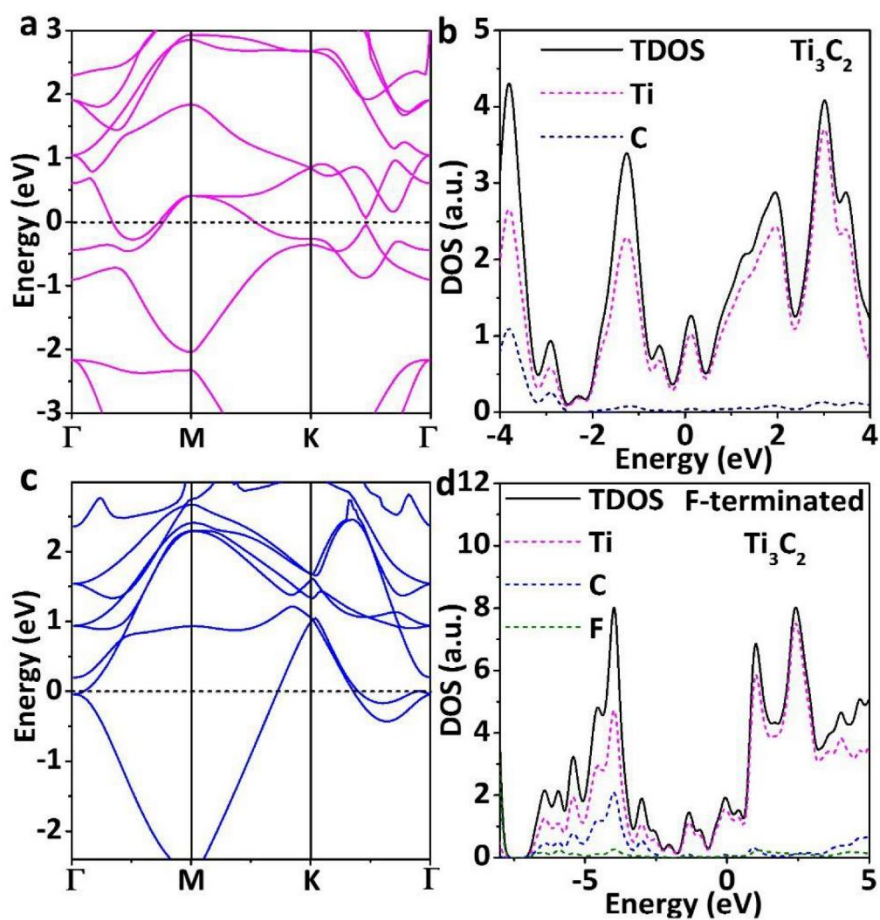 a
3
2
1
0
-1
-2
-3
Energy (eV)
Γ M K Γ
b
5
4
3
2
1
0
DOS (a.u.)
TDOS Ti₃C₂
Ti
C
-4 -2 0 2 4
Energy (eV)
c
2
1
0
-1
-2
Energy (eV)
Γ M K Γ
d
12
10
8
6
4
2
0
DOS (a.u.)
TDOS F-terminated
Ti Ti₃C₂
C
F
-5 0 5
Energy (eV)